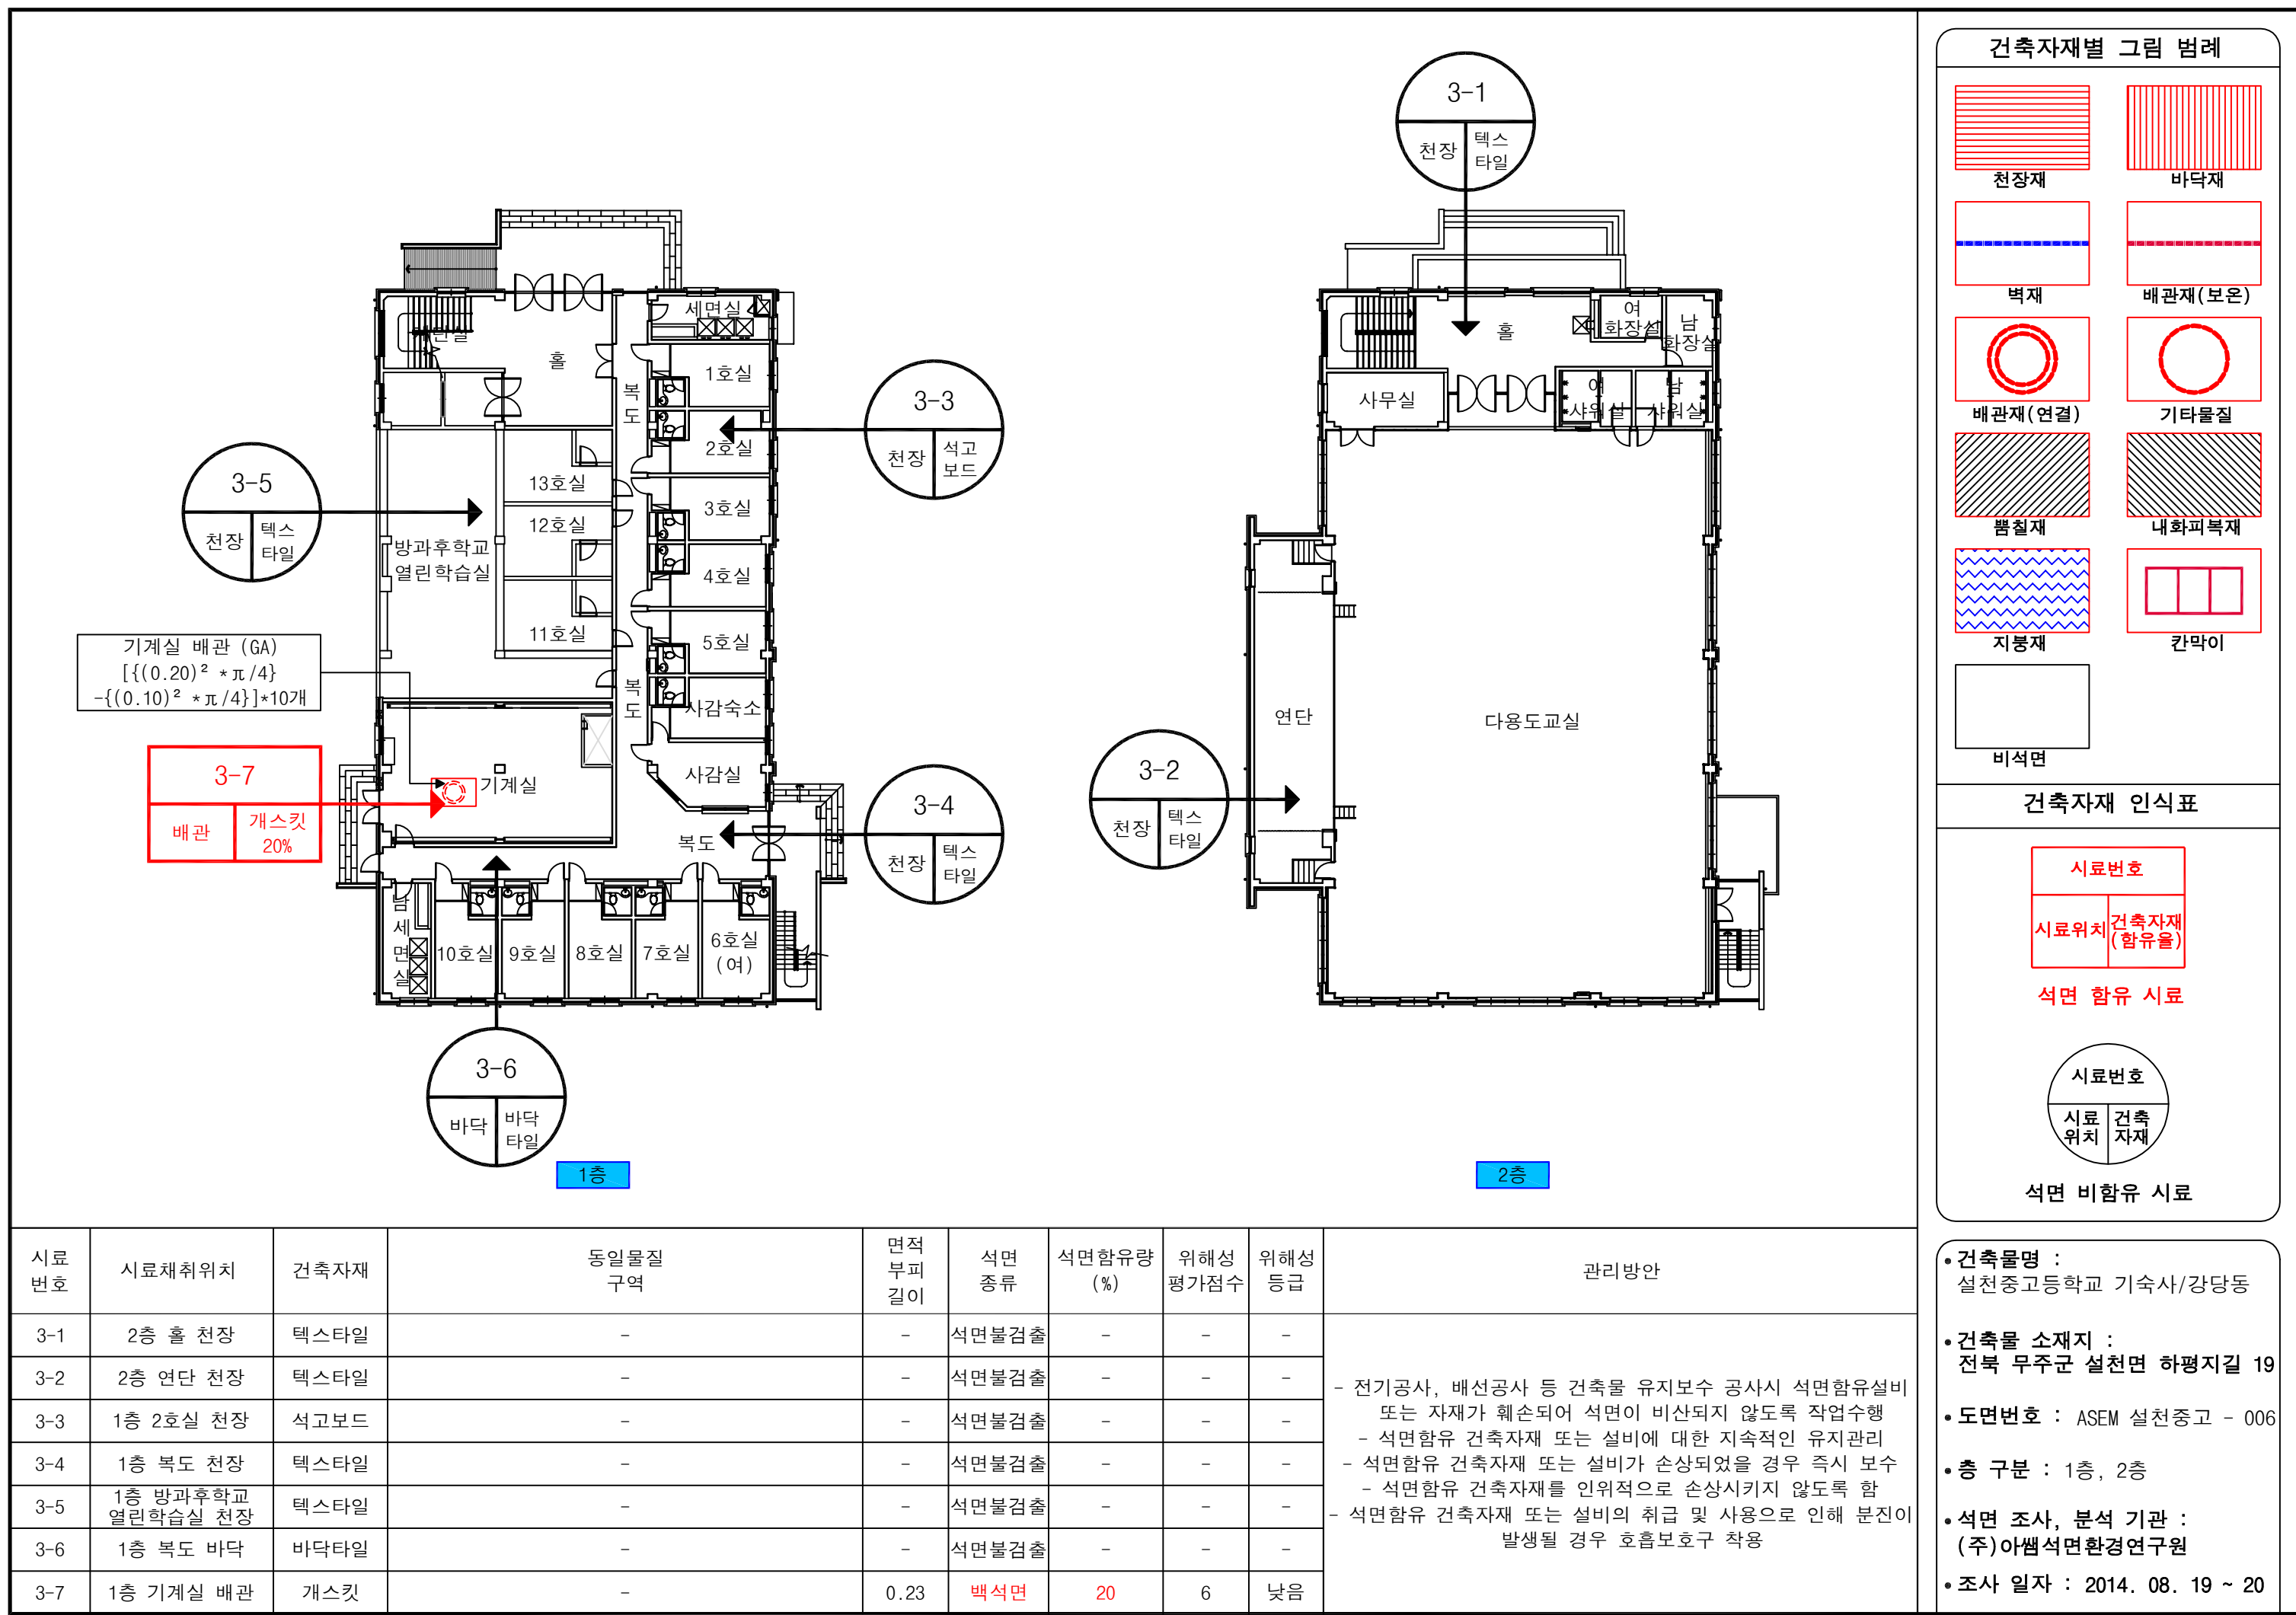 3-1
천장
텍스
타일
3-3
천장
석고
보드
3-5
천장
텍스
타일
3-2
천장
텍스
타일
3-4
천장
텍스
타일
3-6
바닥
바닥
타일
3-7
배관
개스킷
20%
기계실 배관 (GA)
[{(0.20)² *π/4}
-{(0.10)² *π/4}]*10개
세면실
홀
복
도
1호실
2호실
3호실
4호실
5호실
사감숙소
사감실
13호실
12호실
11호실
방과후학교
열린학습실
복
도
기계실
복도
남
세
면
실
10호실
9호실
8호실
7호실
6호실
(여)
1층
홀
여
화장실
남
화장실
사무실
여
샤워실
남
샤워실
연단
다용도교실
2층
건축자재별 그림 범례
천장재
바닥재
벽재
배관재(보온)
배관재(연결)
기타물질
뿜칠재
내화피복재
지붕재
칸막이
비석면
건축자재 인식표
시료번호
시료위치
건축자재
(함유율)
석면 함유 시료
시료번호
시료
위치
건축
자재
석면 비함유 시료
• 건축물명 :
설천중고등학교 기숙사/강당동
• 건축물 소재지 :
전북 무주군 설천면 하평지길 19
• 도면번호 : ASEM 설천중고 - 006
• 층 구분 : 1층, 2층
• 석면 조사, 분석 기관 :
(주)아쌤석면환경연구원
• 조사 일자 : 2014. 08. 19 ~ 20
시료
번호
시료채취위치
건축자재
동일물질
구역
면적
부피
길이
석면
종류
석면함유량
(%)
위해성
평가점수
위해성
등급
관리방안
3-1 2층 홀 천장 텍스타일 - - 석면불검출 - - -
3-2 2층 연단 천장 텍스타일 - - 석면불검출 - - -
3-3 1층 2호실 천장 석고보드 - - 석면불검출 - - -
3-4 1층 복도 천장 텍스타일 - - 석면불검출 - - -
3-5 1층 방과후학교
열린학습실 천장 텍스타일 - - 석면불검출 - - -
3-6 1층 복도 바닥 바닥타일 - - 석면불검출 - - -
3-7 1층 기계실 배관 개스킷 - 0.23 백석면 20 6 낮음
- 전기공사, 배선공사 등 건축물 유지보수 공사시 석면함유설비
또는 자재가 훼손되어 석면이 비산되지 않도록 작업수행
- 석면함유 건축자재 또는 설비에 대한 지속적인 유지관리
- 석면함유 건축자재 또는 설비가 손상되었을 경우 즉시 보수
- 석면함유 건축자재를 인위적으로 손상시키지 않도록 함
- 석면함유 건축자재 또는 설비의 취급 및 사용으로 인해 분진이
발생될 경우 호흡보호구 착용